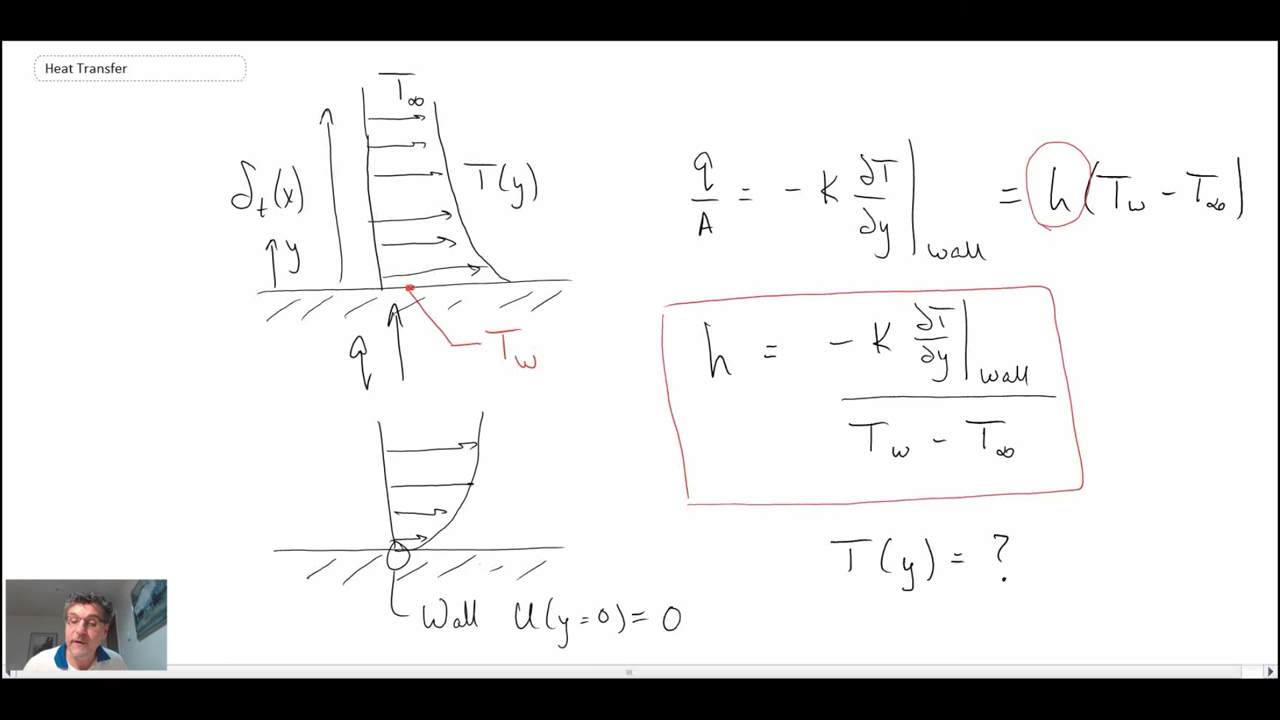 Heat Transfer
T∞
δt(x)
T(y)
y
q
Tw
q/A = -K ∂T/∂y|wall = h(Tw - T∞)
h = -K ∂T/∂y|wall / Tw - T∞
T(y) = ?
Wall u(y=0)=0